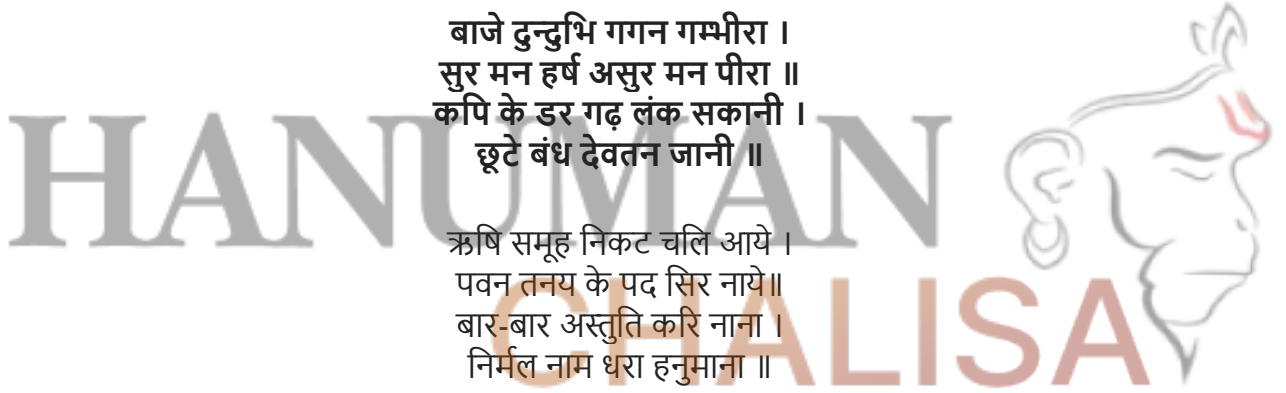 बाजे दुन्दुभि गगन गम्भीरा ।
सुर मन हर्ष असुर मन पीरा ॥
कपि के डर गढ़ लंक सकानी ।
छूटे बंध देवतन जानी ॥
ऋषि समूह निकट चलि आये ।
पवन तनय के पद सिर नाये॥
बार-बार अस्तुति करि नाना ।
निर्मल नाम धरा हनुमाना ॥
HANUMAN
CHALISA